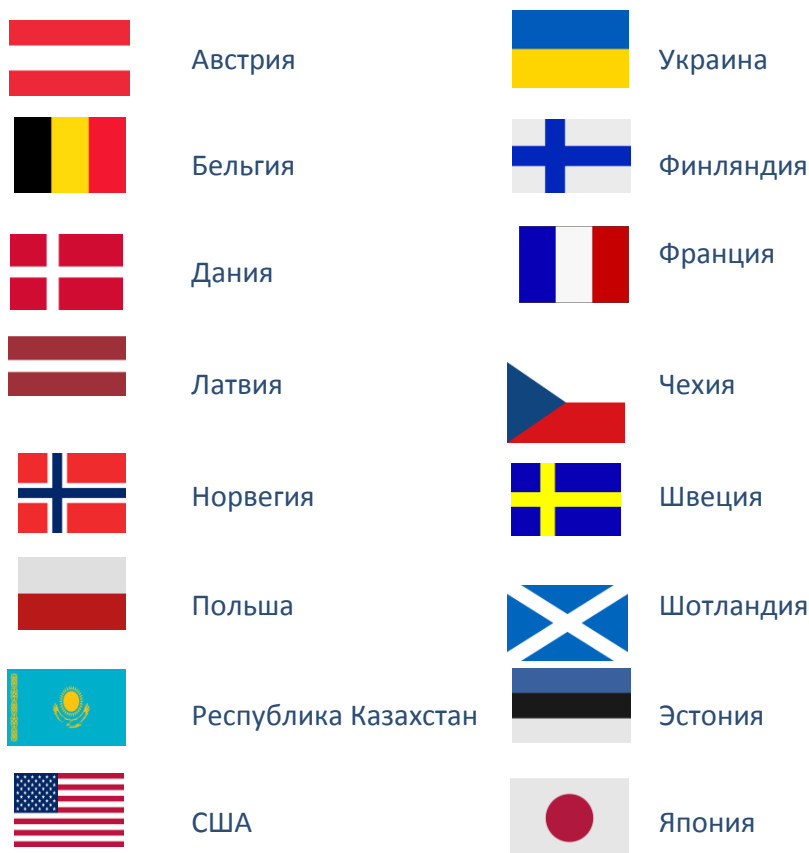 Австрия
Бельгия
Дания
Латвия
Норвегия
Польша
Республика Казахстан
США
Украина
Финляндия
Франция
Чехия
Швеция
Шотландия
Эстония
Япония